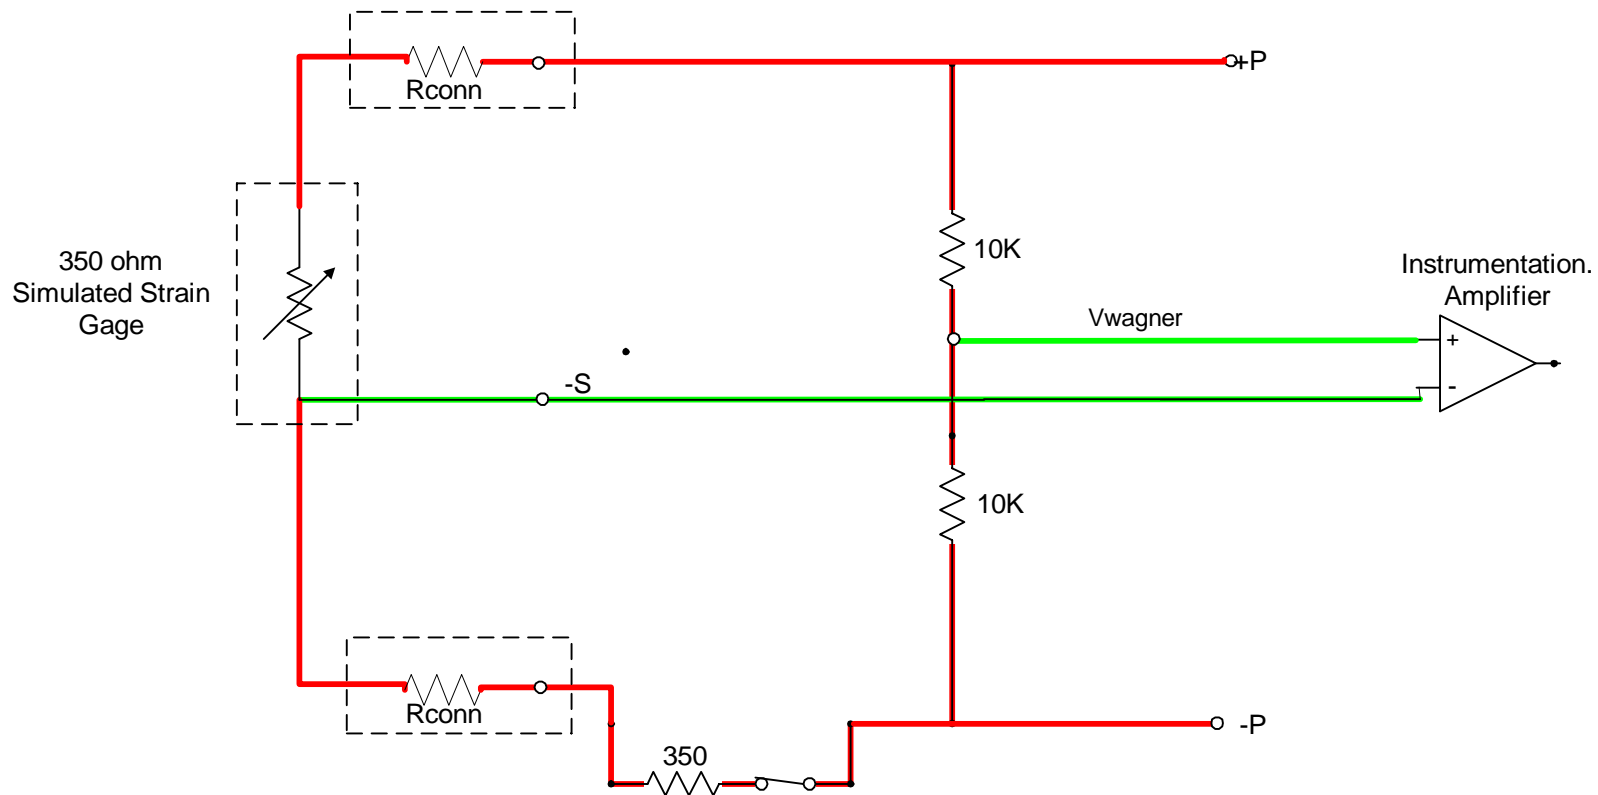 Rconn
+P
350 ohm
Simulated Strain
Gage
10K
Instrumentation.
Amplifier
Vwagner
+
-S
-
10K
Rconn
-P
350